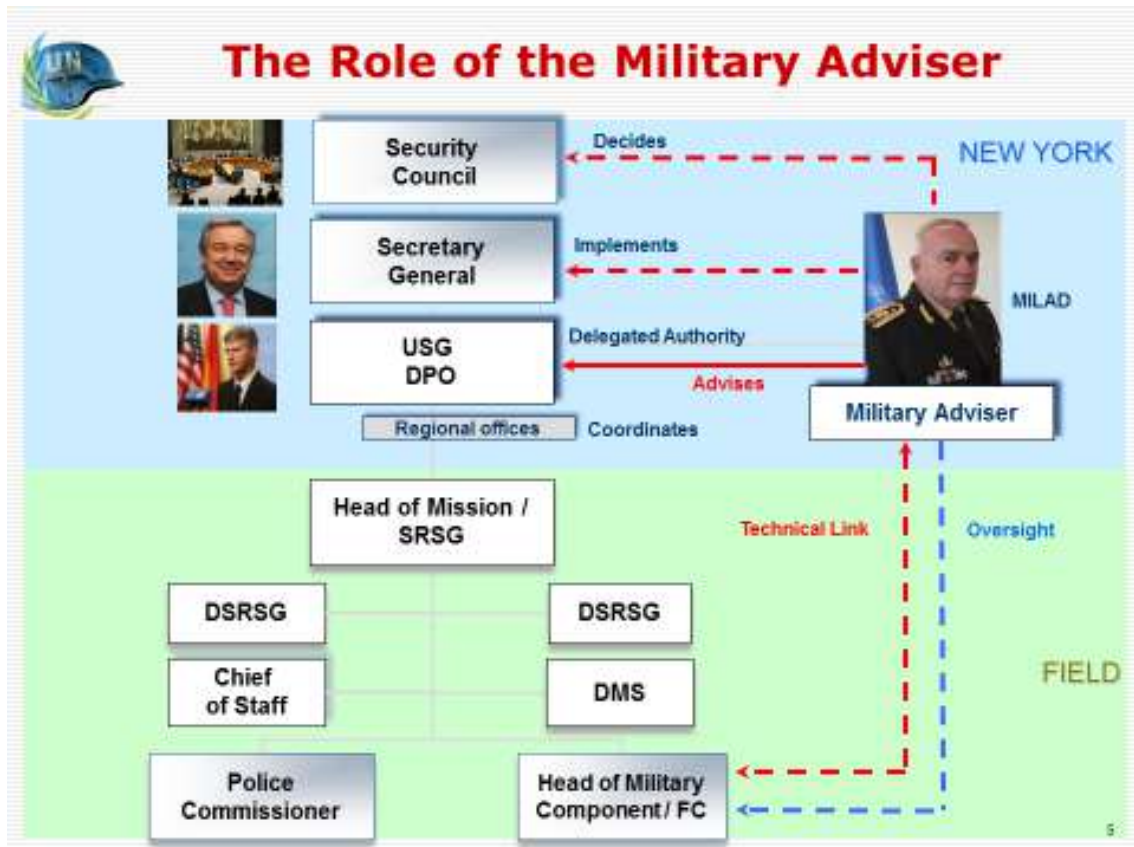 UN
The Role of the Military Adviser
Security
Council
Decides
NEW YORK
Secretary
General
Implements
MILAD
USG
DPO
Delegated Authority
Advises
Military Adviser
Regional offices
Coordinates
Head of Mission /
SRSG
Technical Link
Oversight
DSRSG
DSRSG
Chief
of Staff
DMS
FIELD
Police
Commissioner
Head of Military
Component / FC
5